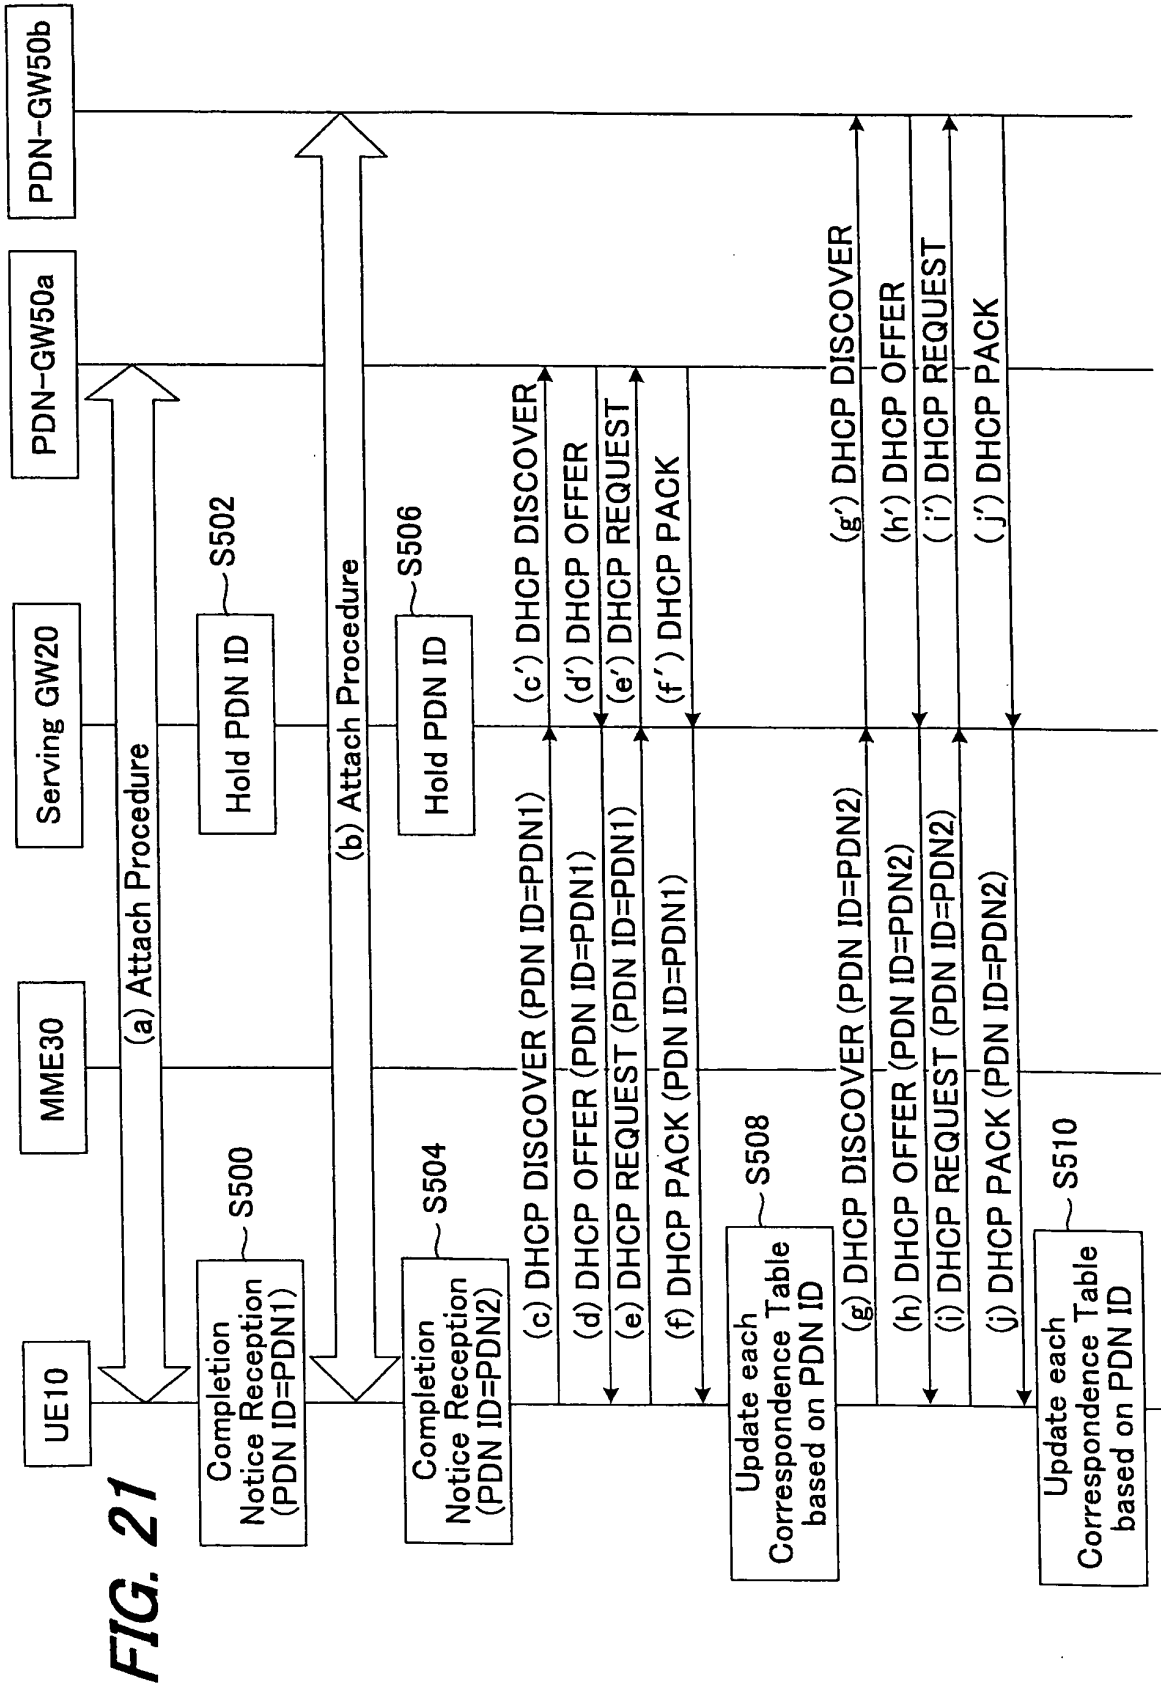 FIG. 21
UE10
MME30
Serving GW20
PDN-GW50a
PDN-GW50b
(a) Attach Procedure
Completion
Notice Reception
(PDN ID=PDN1)
S500
Hold PDN ID
S502
(b) Attach Procedure
Completion
Notice Reception
(PDN ID=PDN2)
S504
Hold PDN ID
S506
(c) DHCP DISCOVER (PDN ID=PDN1)
(c′) DHCP DISCOVER
(d) DHCP OFFER (PDN ID=PDN1)
(d′) DHCP OFFER
(e) DHCP REQUEST (PDN ID=PDN1)
(e′) DHCP REQUEST
(f) DHCP PACK (PDN ID=PDN1)
(f′) DHCP PACK
Update each
Correspondence Table
based on PDN ID
S508
(g) DHCP DISCOVER (PDN ID=PDN2)
(g′) DHCP DISCOVER
(h) DHCP OFFER (PDN ID=PDN2)
(h′) DHCP OFFER
(i) DHCP REQUEST (PDN ID=PDN2)
(i′) DHCP REQUEST
(j) DHCP PACK (PDN ID=PDN2)
(j′) DHCP PACK
Update each
Correspondence Table
based on PDN ID
S510